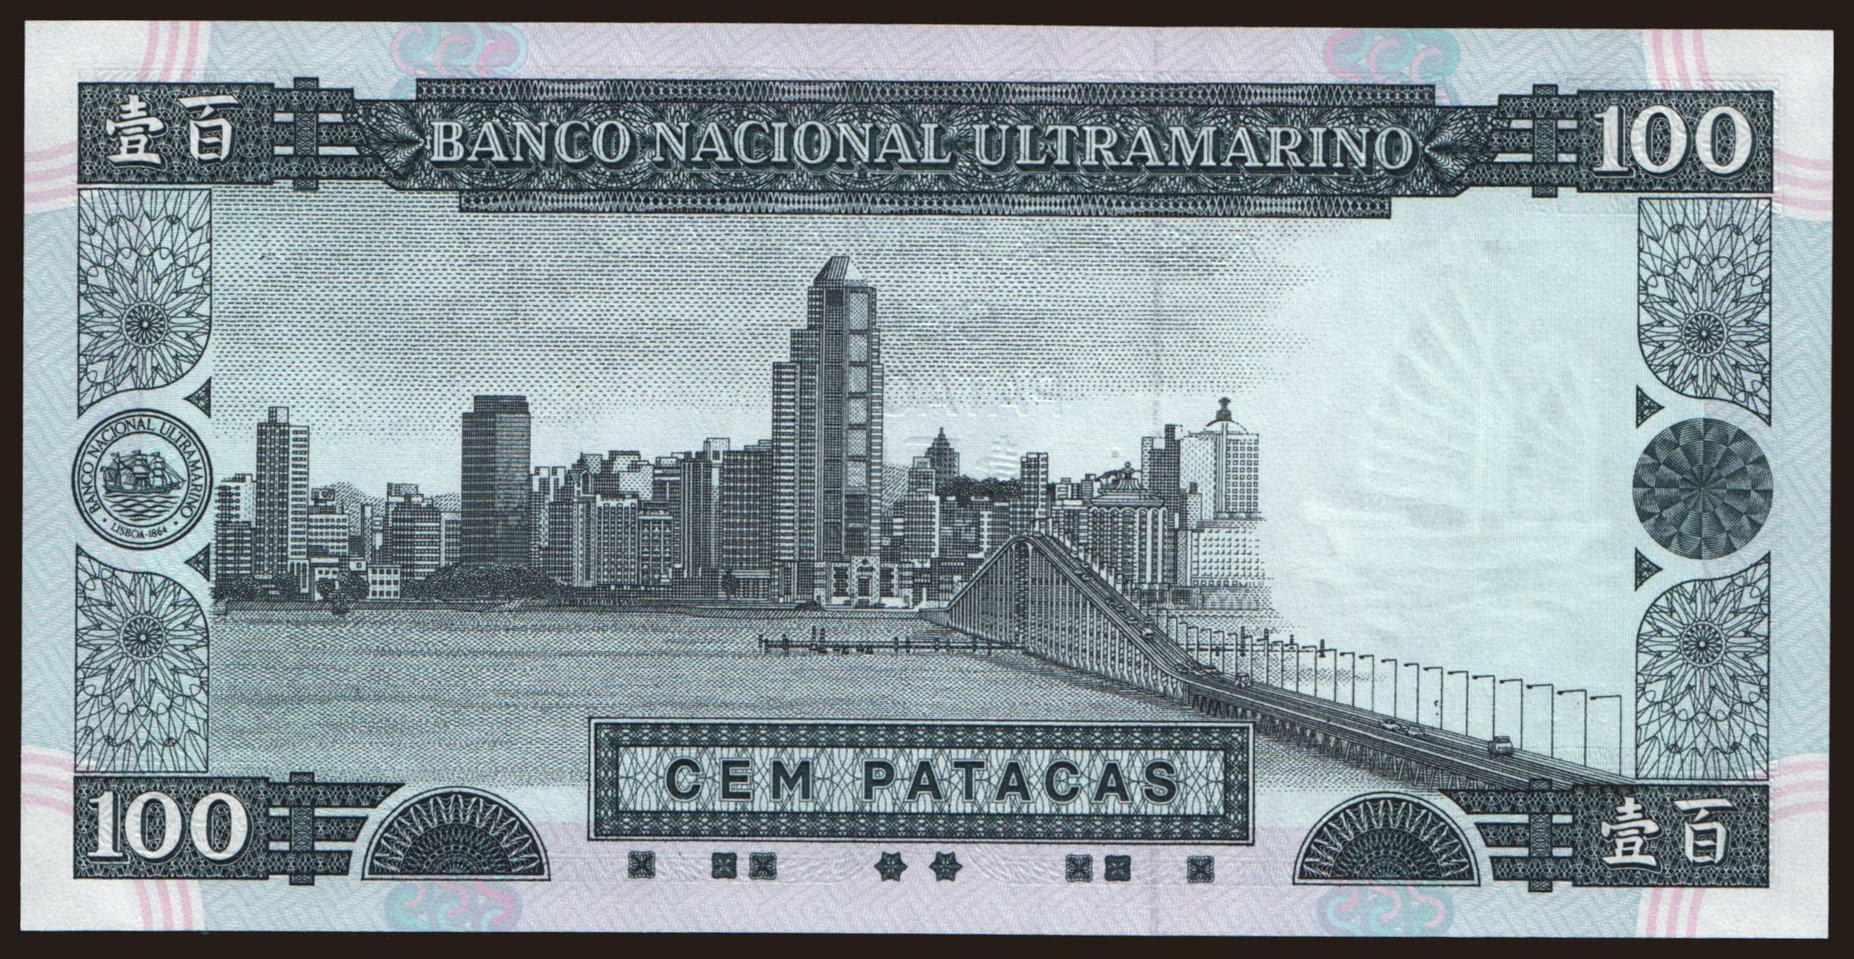 壹百
BANCO NACIONAL ULTRAMARINO
100
BANCO NACIONAL ULTRAMARINO
LISBOA-1864
CEM PATACAS
100
壹百